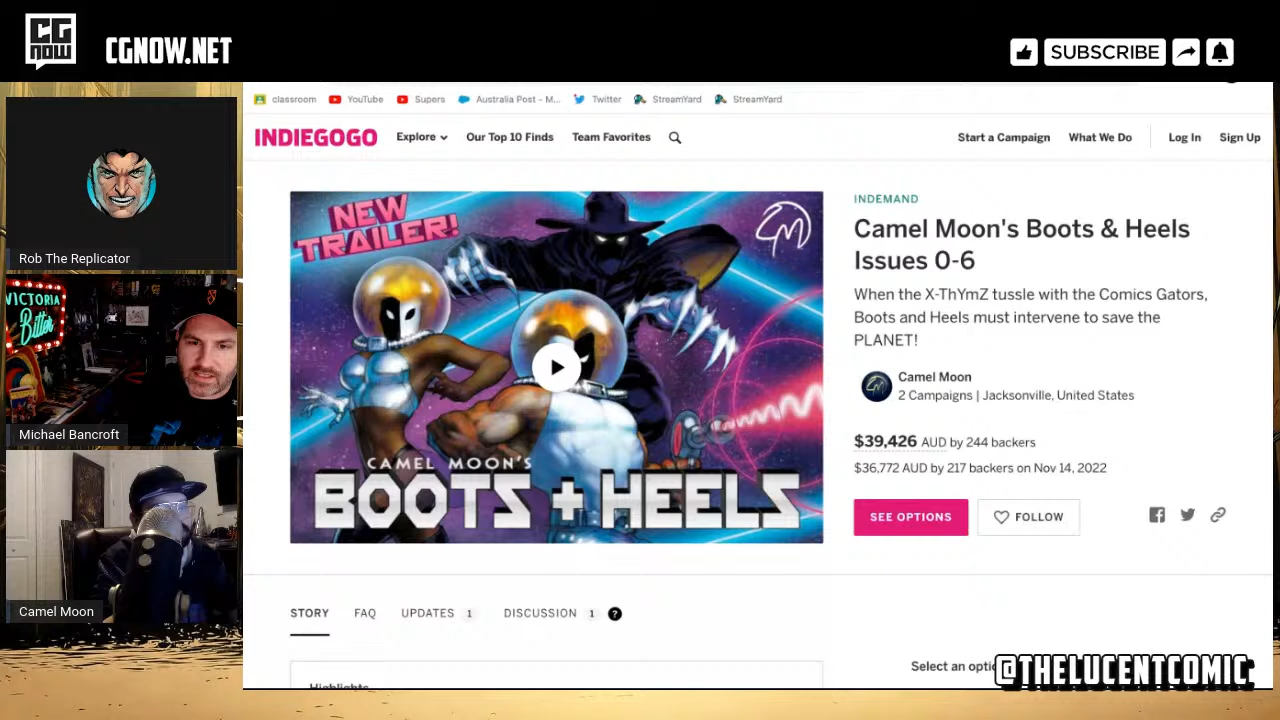 CG
NOW
CGNOW.NET
SUBSCRIBE
classroom YouTube Supers Australia Post - M... Twitter StreamYard StreamYard
INDIEGOGO Explore Our Top 10 Finds Team Favorites Start a Campaign What We Do Log In Sign Up
NEW
TRAILER!
CAMEL MOON'S
BOOTS + HEELS
INDEMAND
Camel Moon's Boots & Heels
Issues 0-6
When the X-ThYmZ tussle with the Comics Gators,
Boots and Heels must intervene to save the
PLANET!
Camel Moon
2 Campaigns | Jacksonville, United States
$39,426 AUD by 244 backers
$36,772 AUD by 217 backers on Nov 14, 2022
SEE OPTIONS FOLLOW
STORY FAQ UPDATES 1 DISCUSSION 1 ?
Highlights
Select an optio
@THELUCENTCOMIC
Rob The Replicator
VICTORIA
Bitter
Michael Bancroft
Camel Moon